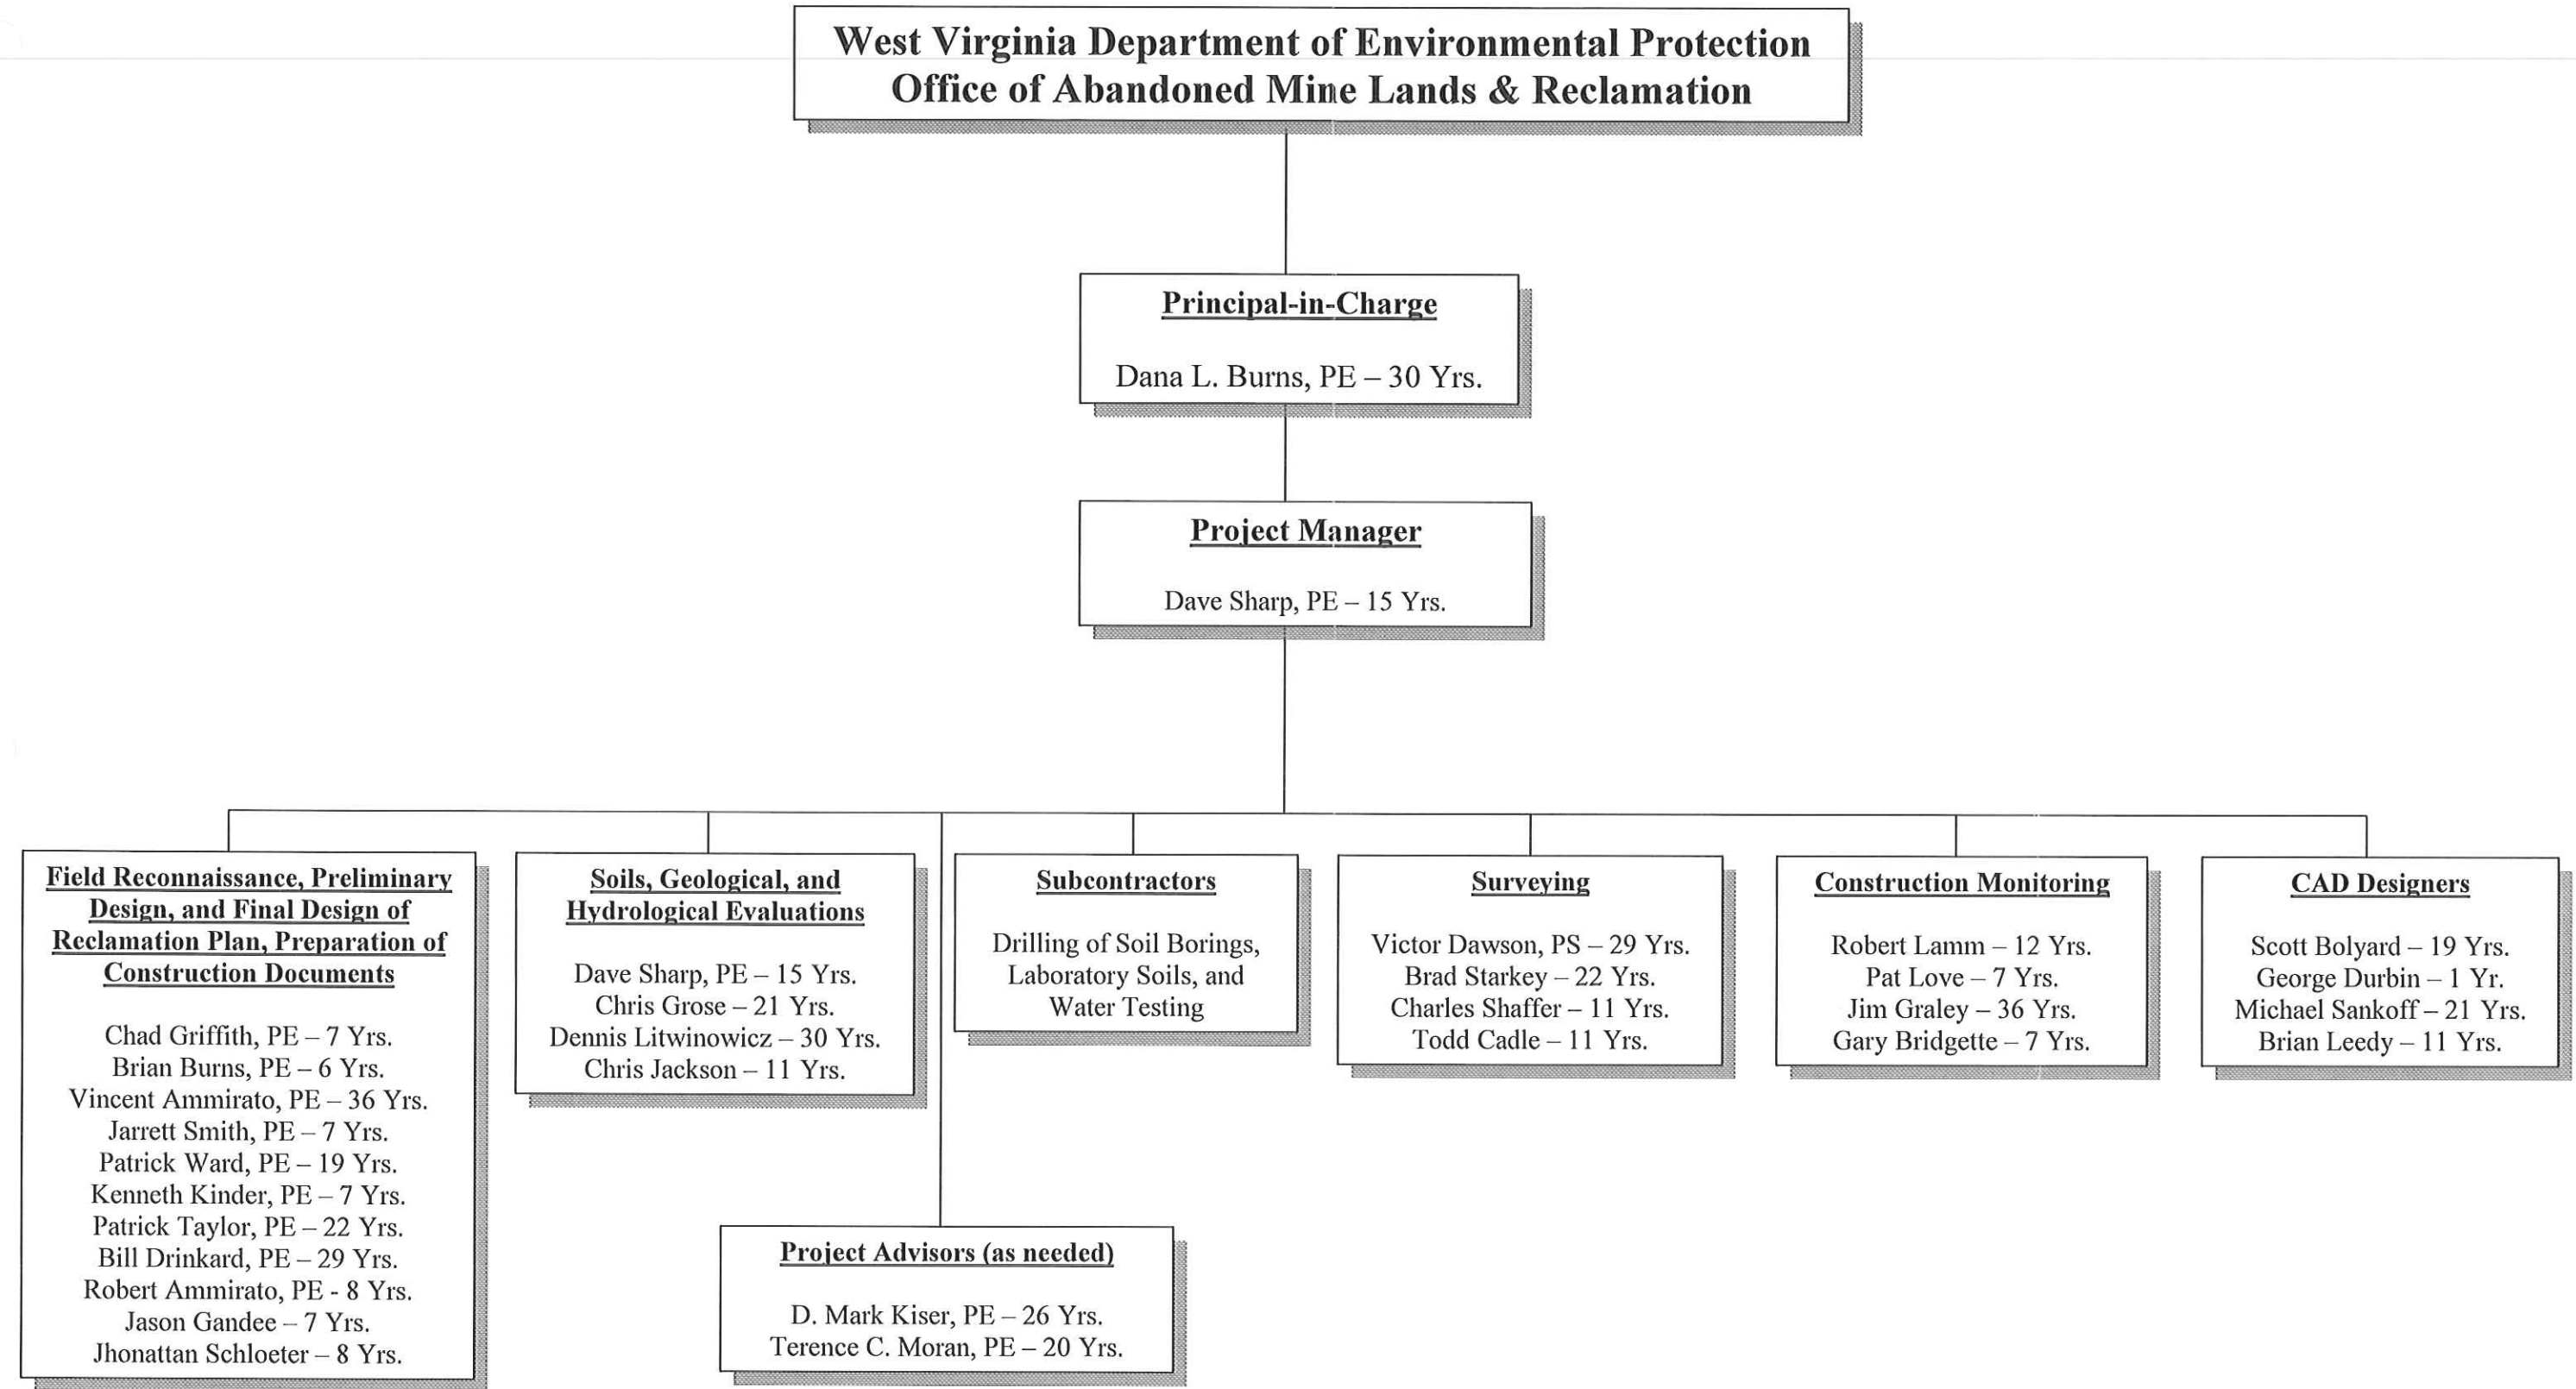 West Virginia Department of Environmental Protection
Office of Abandoned Mine Lands & Reclamation
Principal-in-Charge
Dana L. Burns, PE – 30 Yrs.
Project Manager
Dave Sharp, PE – 15 Yrs.
Field Reconnaissance, Preliminary
Design, and Final Design of
Reclamation Plan, Preparation of
Construction Documents
Chad Griffith, PE – 7 Yrs.
Brian Burns, PE – 6 Yrs.
Vincent Ammirato, PE – 36 Yrs.
Jarrett Smith, PE – 7 Yrs.
Patrick Ward, PE – 19 Yrs.
Kenneth Kinder, PE – 7 Yrs.
Patrick Taylor, PE – 22 Yrs.
Bill Drinkard, PE – 29 Yrs.
Robert Ammirato, PE - 8 Yrs.
Jason Gandee – 7 Yrs.
Jhonattan Schloeter – 8 Yrs.
Soils, Geological, and
Hydrological Evaluations
Dave Sharp, PE – 15 Yrs.
Chris Grose – 21 Yrs.
Dennis Litwinowicz – 30 Yrs.
Chris Jackson – 11 Yrs.
Subcontractors
Drilling of Soil Borings,
Laboratory Soils, and
Water Testing
Surveying
Victor Dawson, PS – 29 Yrs.
Brad Starkey – 22 Yrs.
Charles Shaffer – 11 Yrs.
Todd Cadle – 11 Yrs.
Construction Monitoring
Robert Lamm – 12 Yrs.
Pat Love – 7 Yrs.
Jim Graley – 36 Yrs.
Gary Bridgette – 7 Yrs.
CAD Designers
Scott Bolyard – 19 Yrs.
George Durbin – 1 Yr.
Michael Sankoff – 21 Yrs.
Brian Leedy – 11 Yrs.
Project Advisors (as needed)
D. Mark Kiser, PE – 26 Yrs.
Terence C. Moran, PE – 20 Yrs.